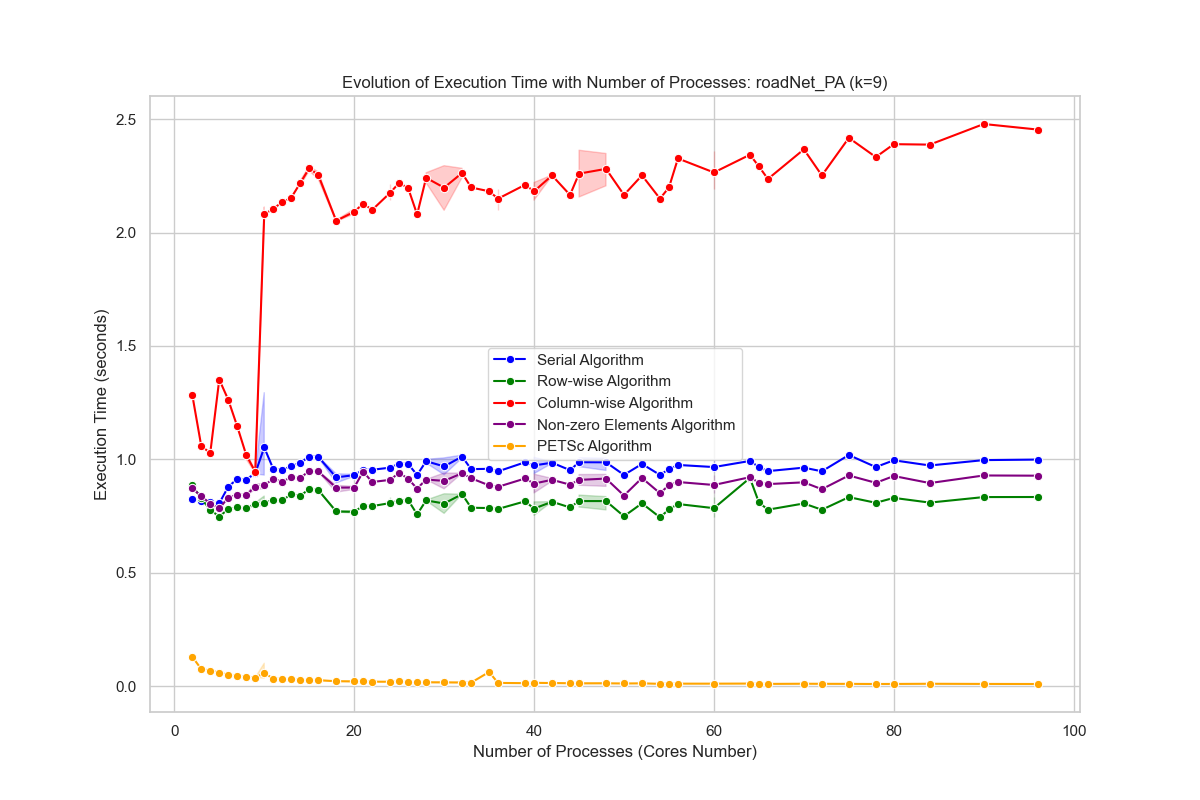 Evolution of Execution Time with Number of Processes: roadNet_PA (k=9)
Execution Time (seconds)
2.5
2.0
1.5
1.0
0.5
0.0
Serial Algorithm
Row-wise Algorithm
Column-wise Algorithm
Non-zero Elements Algorithm
PETSc Algorithm
0
20
40
60
80
100
Number of Processes (Cores Number)